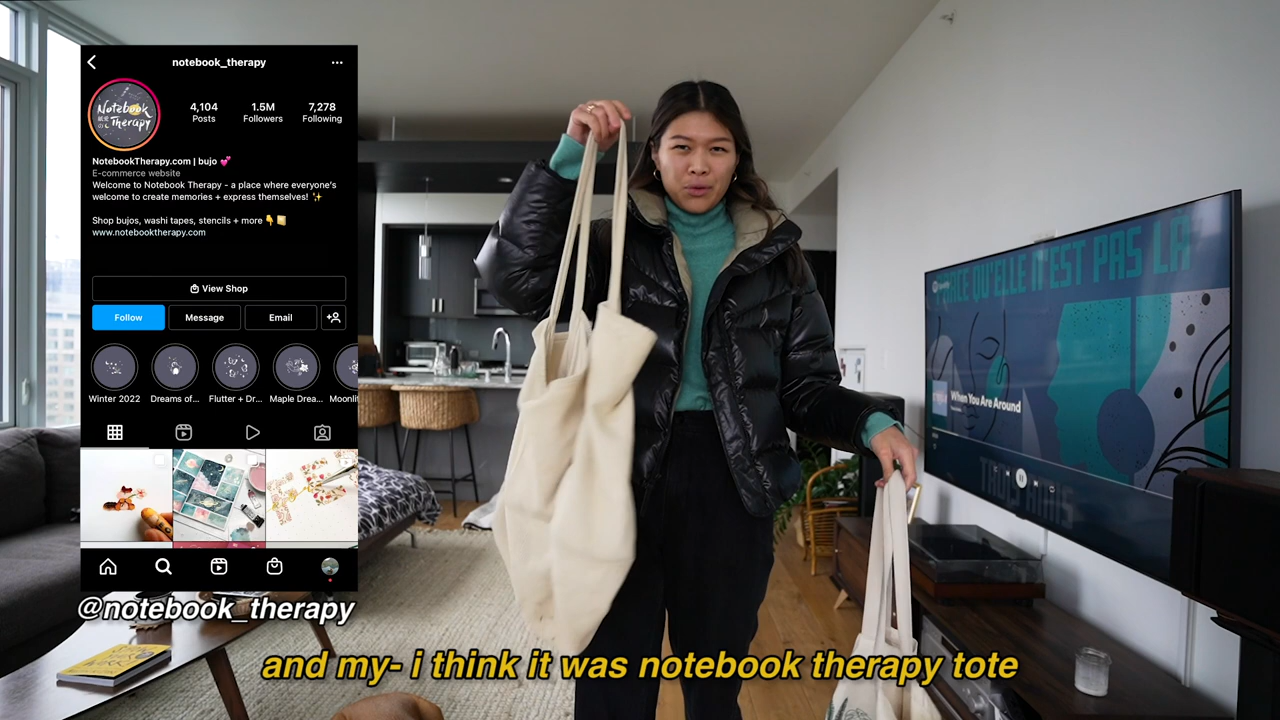 notebook_therapy
Notebook
Therapy
4,104
Posts
1.5M
Followers
7,278
Following
NotebookTherapy.com | bujo 💕
E-commerce website
Welcome to Notebook Therapy - a place where everyone's
welcome to create memories + express themselves! ✨
Shop bujos, washi tapes, stencils + more 👇
www.notebooktherapy.com
View Shop
Follow
Message
Email
Winter 2022
Dreams of...
Flutter + Dr...
Maple Drea...
Moonlit
@notebook_therapy
PARCE QU'ELLE N'EST PAS LÀ
When You Are Around
and my- i think it was notebook therapy tote